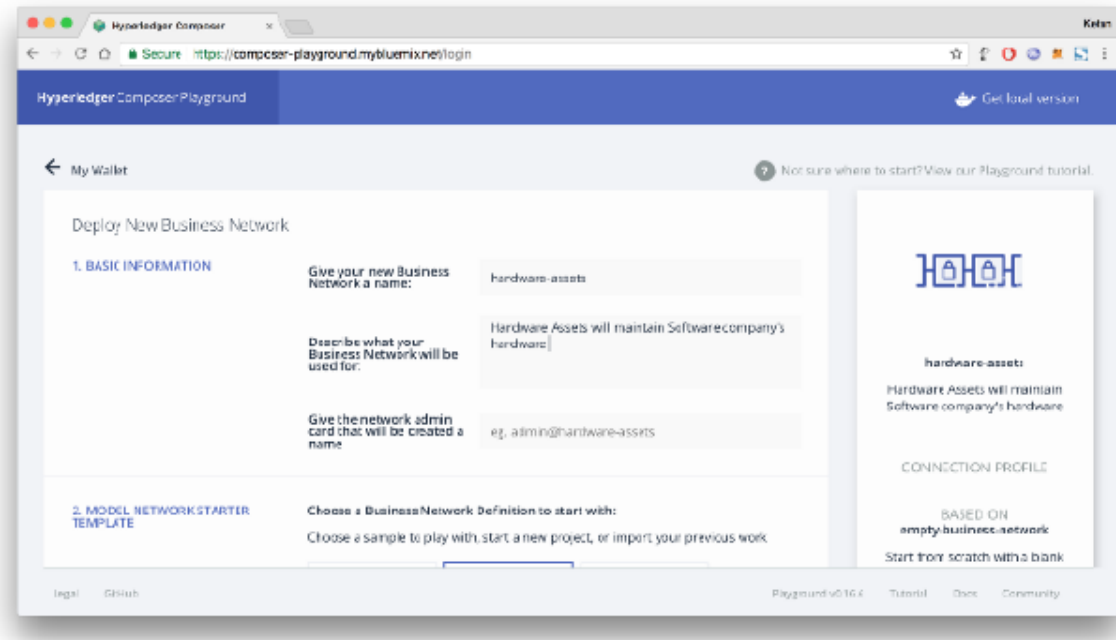 Hyperledger Composer
Ketan
Secure https://composer-playground.mybluemix.net/login
Hyperledger Composer Playground
Get local version
My Wallet
Not sure where to start? View our Playground tutorial.
Deploy New Business Network
1. BASIC INFORMATION
Give your new Business
Network a name:
hardware-assets
Describe what your
Business Network will be
used for:
Hardware Assets will maintain Software company's
hardware
Give the network admin
card that will be created a
name
eg. admin@hardware-assets
2. MODEL NETWORK STARTER
TEMPLATE
Choose a Business Network Definition to start with:
Choose a sample to play with, start a new project, or import your previous work
hardware-assets
Hardware Assets will maintain
Software company's hardware
CONNECTION PROFILE
BASED ON
empty-business-network
Start from scratch with a blank
Legal GitHub
Playground v0.16.4 Tutorial Docs Community